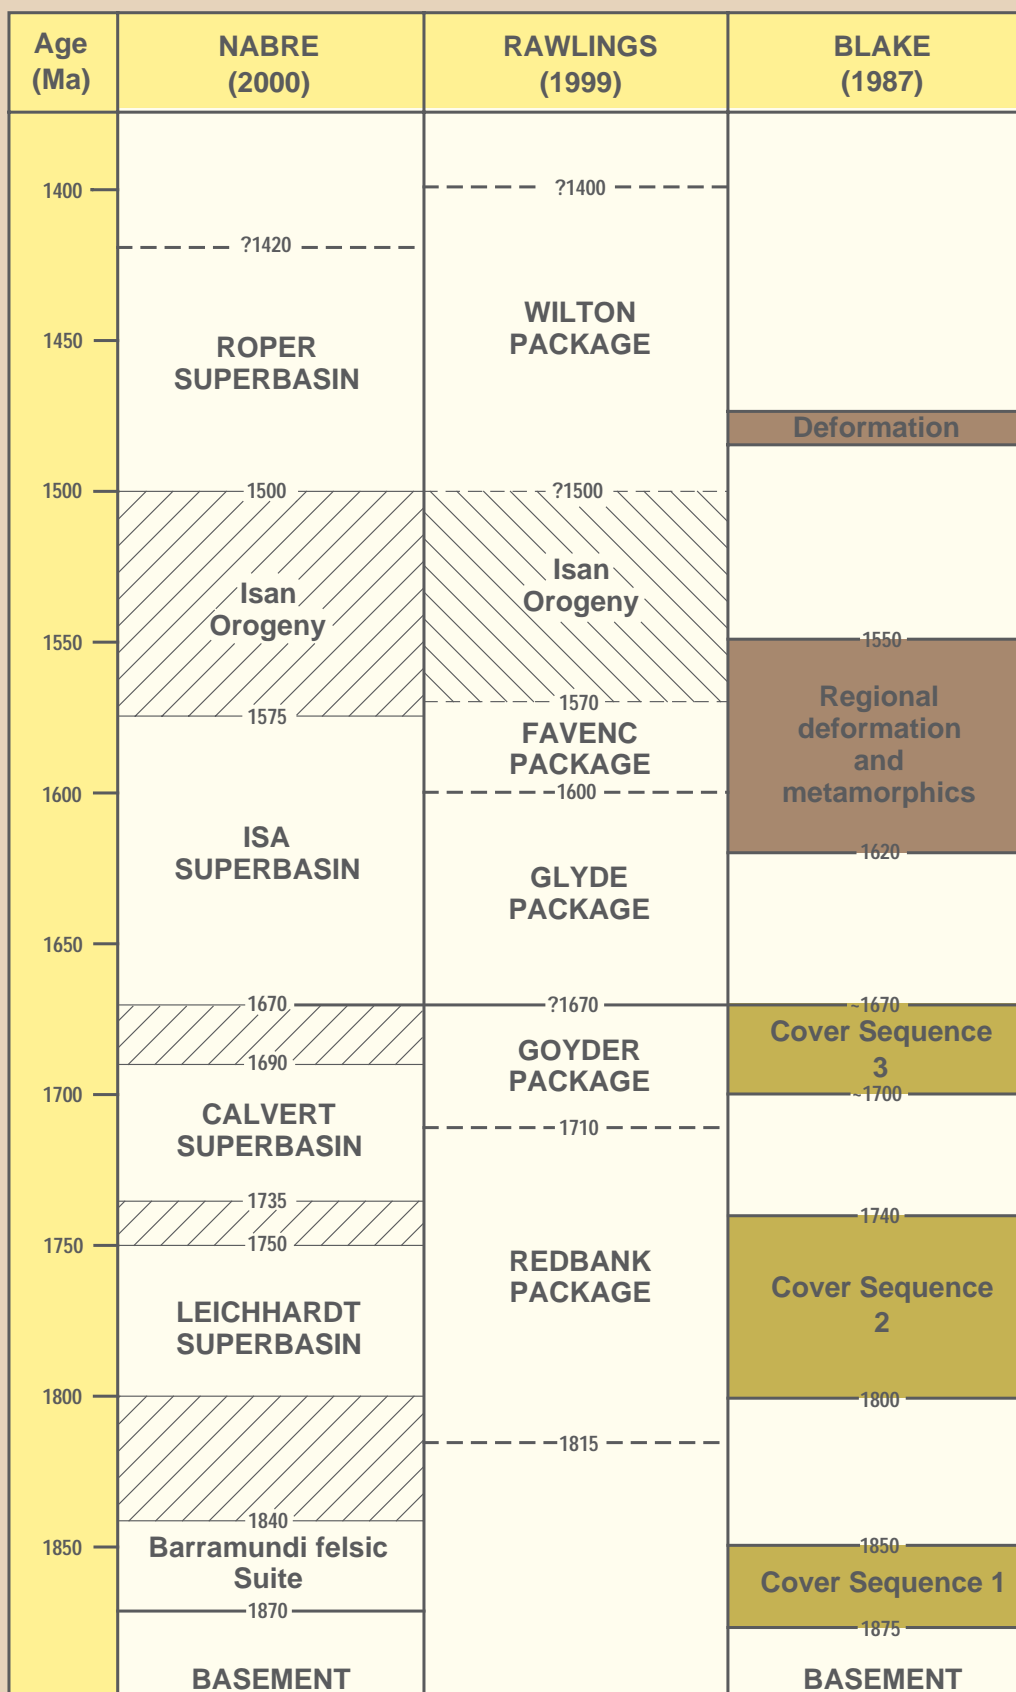 Age
(Ma)
NABRE
(2000)
RAWLINGS
(1999)
BLAKE
(1987)
1400
1450
1500
1550
1600
1650
1700
1750
1800
1850
?1420
ROPER
SUPERBASIN
1500
Isan
Orogeny
1575
ISA
SUPERBASIN
1670
1690
CALVERT
SUPERBASIN
1735
1750
LEICHHARDT
SUPERBASIN
1840
Barramundi felsic
Suite
1870
BASEMENT
?1400
WILTON
PACKAGE
?1500
Isan
Orogeny
1570
FAVENC
PACKAGE
1600
GLYDE
PACKAGE
?1670
GOYDER
PACKAGE
1710
REDBANK
PACKAGE
1815
Deformation
1550
Regional
deformation
and
metamorphics
1620
~1670
Cover Sequence
3
~1700
1740
Cover Sequence
2
1800
1850
Cover Sequence 1
1875
BASEMENT